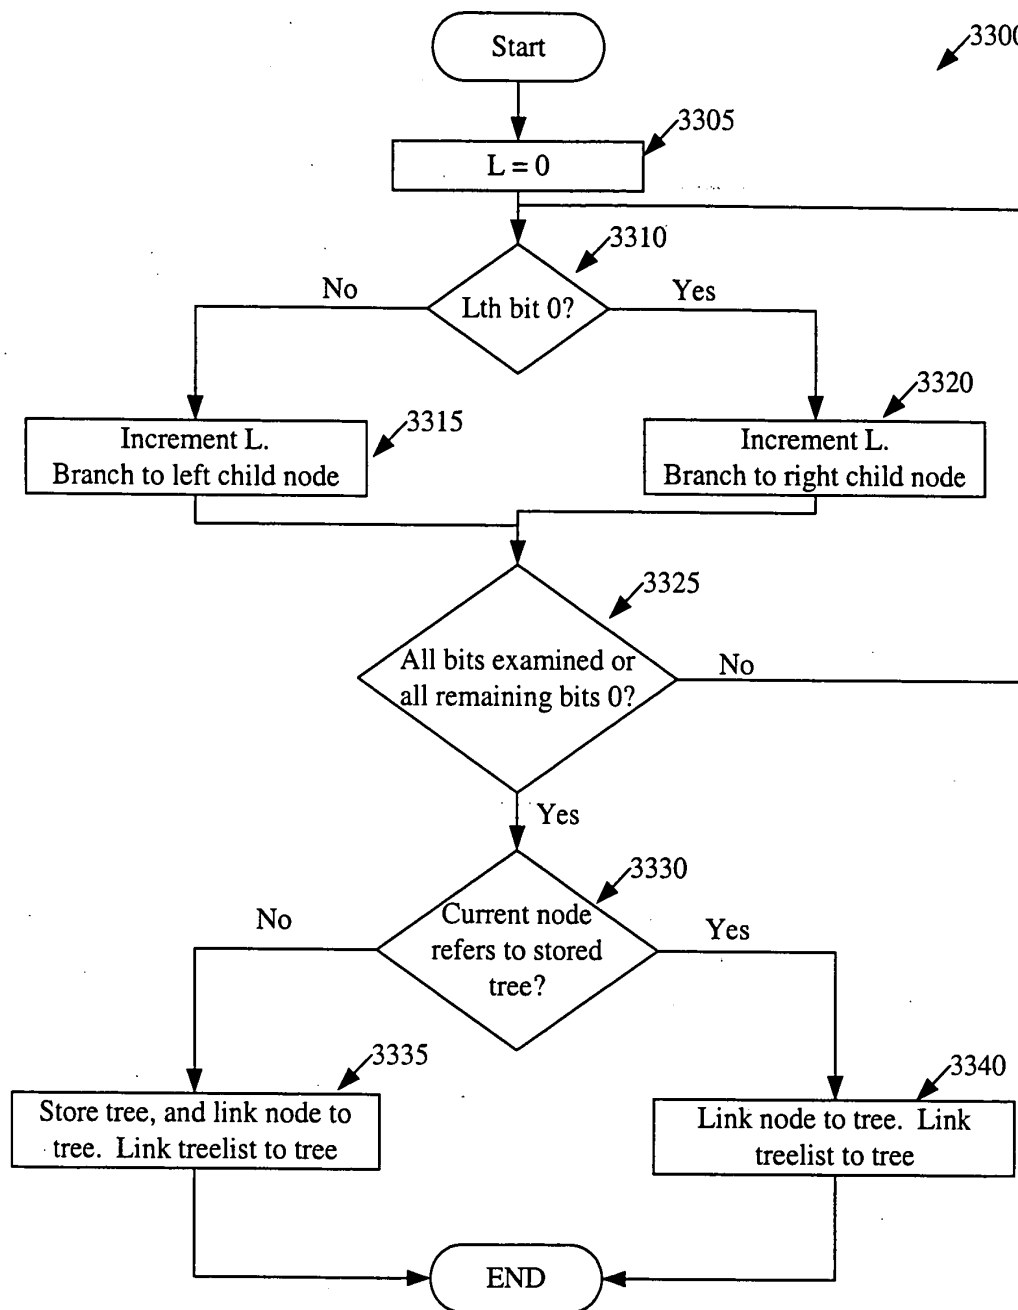 Start
3300
3305
L = 0
3310
No
Lth bit 0?
Yes
3315
3320
Increment L.
Branch to left child node
Increment L.
Branch to right child node
3325
All bits examined or
all remaining bits 0?
No
Yes
3330
No
Current node
refers to stored
tree?
Yes
3335
3340
Store tree, and link node to
tree. Link treelist to tree
Link node to tree. Link
treelist to tree
END